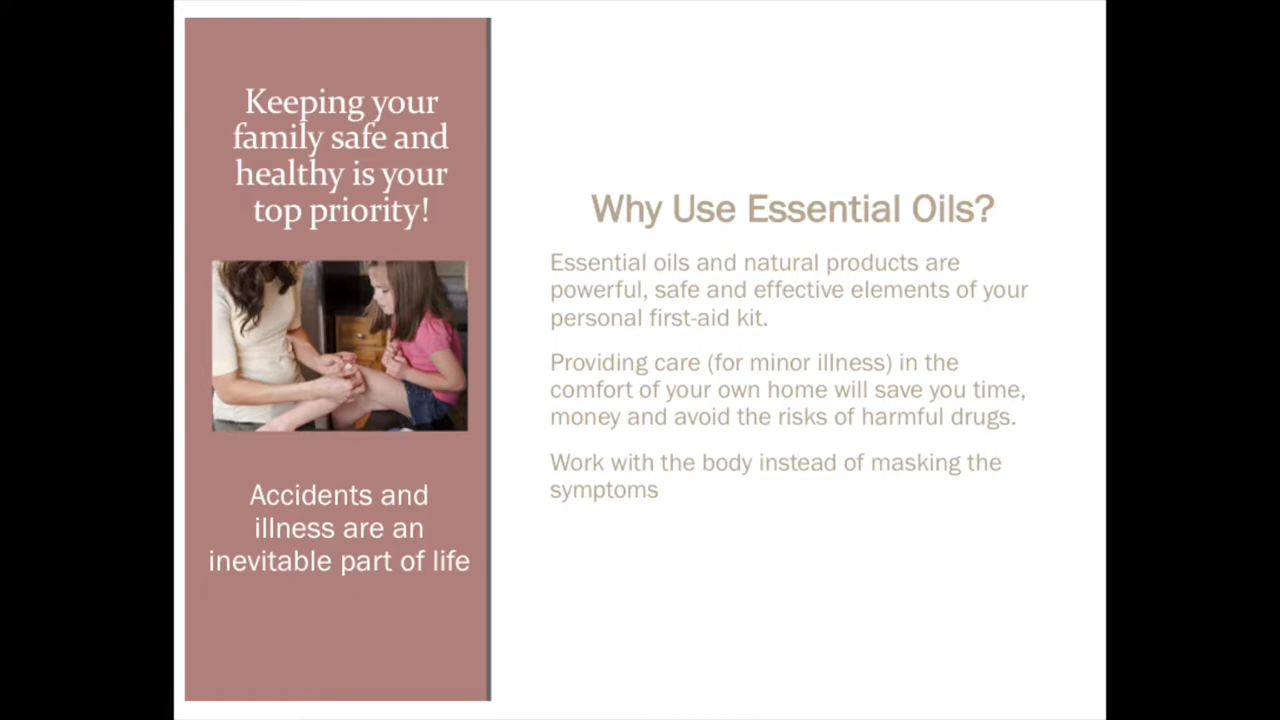 Keeping your
family safe and
healthy is your
top priority!
Accidents and
illness are an
inevitable part of life
Why Use Essential Oils?
Essential oils and natural products are
powerful, safe and effective elements of your
personal first-aid kit.
Providing care (for minor illness) in the
comfort of your own home will save you time,
money and avoid the risks of harmful drugs.
Work with the body instead of masking the
symptoms